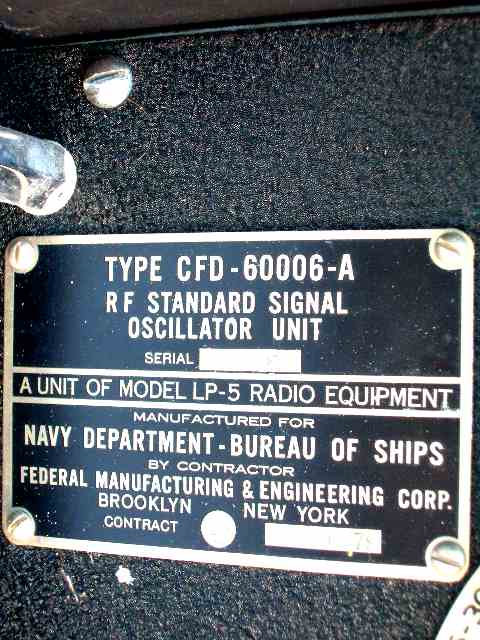 TYPE CFD-60006-A
RF STANDARD SIGNAL
OSCILLATOR UNIT
SERIAL
A UNIT OF MODEL LP-5 RADIO EQUIPMENT
MANUFACTURED FOR
NAVY DEPARTMENT-BUREAU OF SHIPS
BY CONTRACTOR
FEDERAL MANUFACTURING & ENGINEERING CORP.
BROOKLYN NEW YORK
CONTRACT